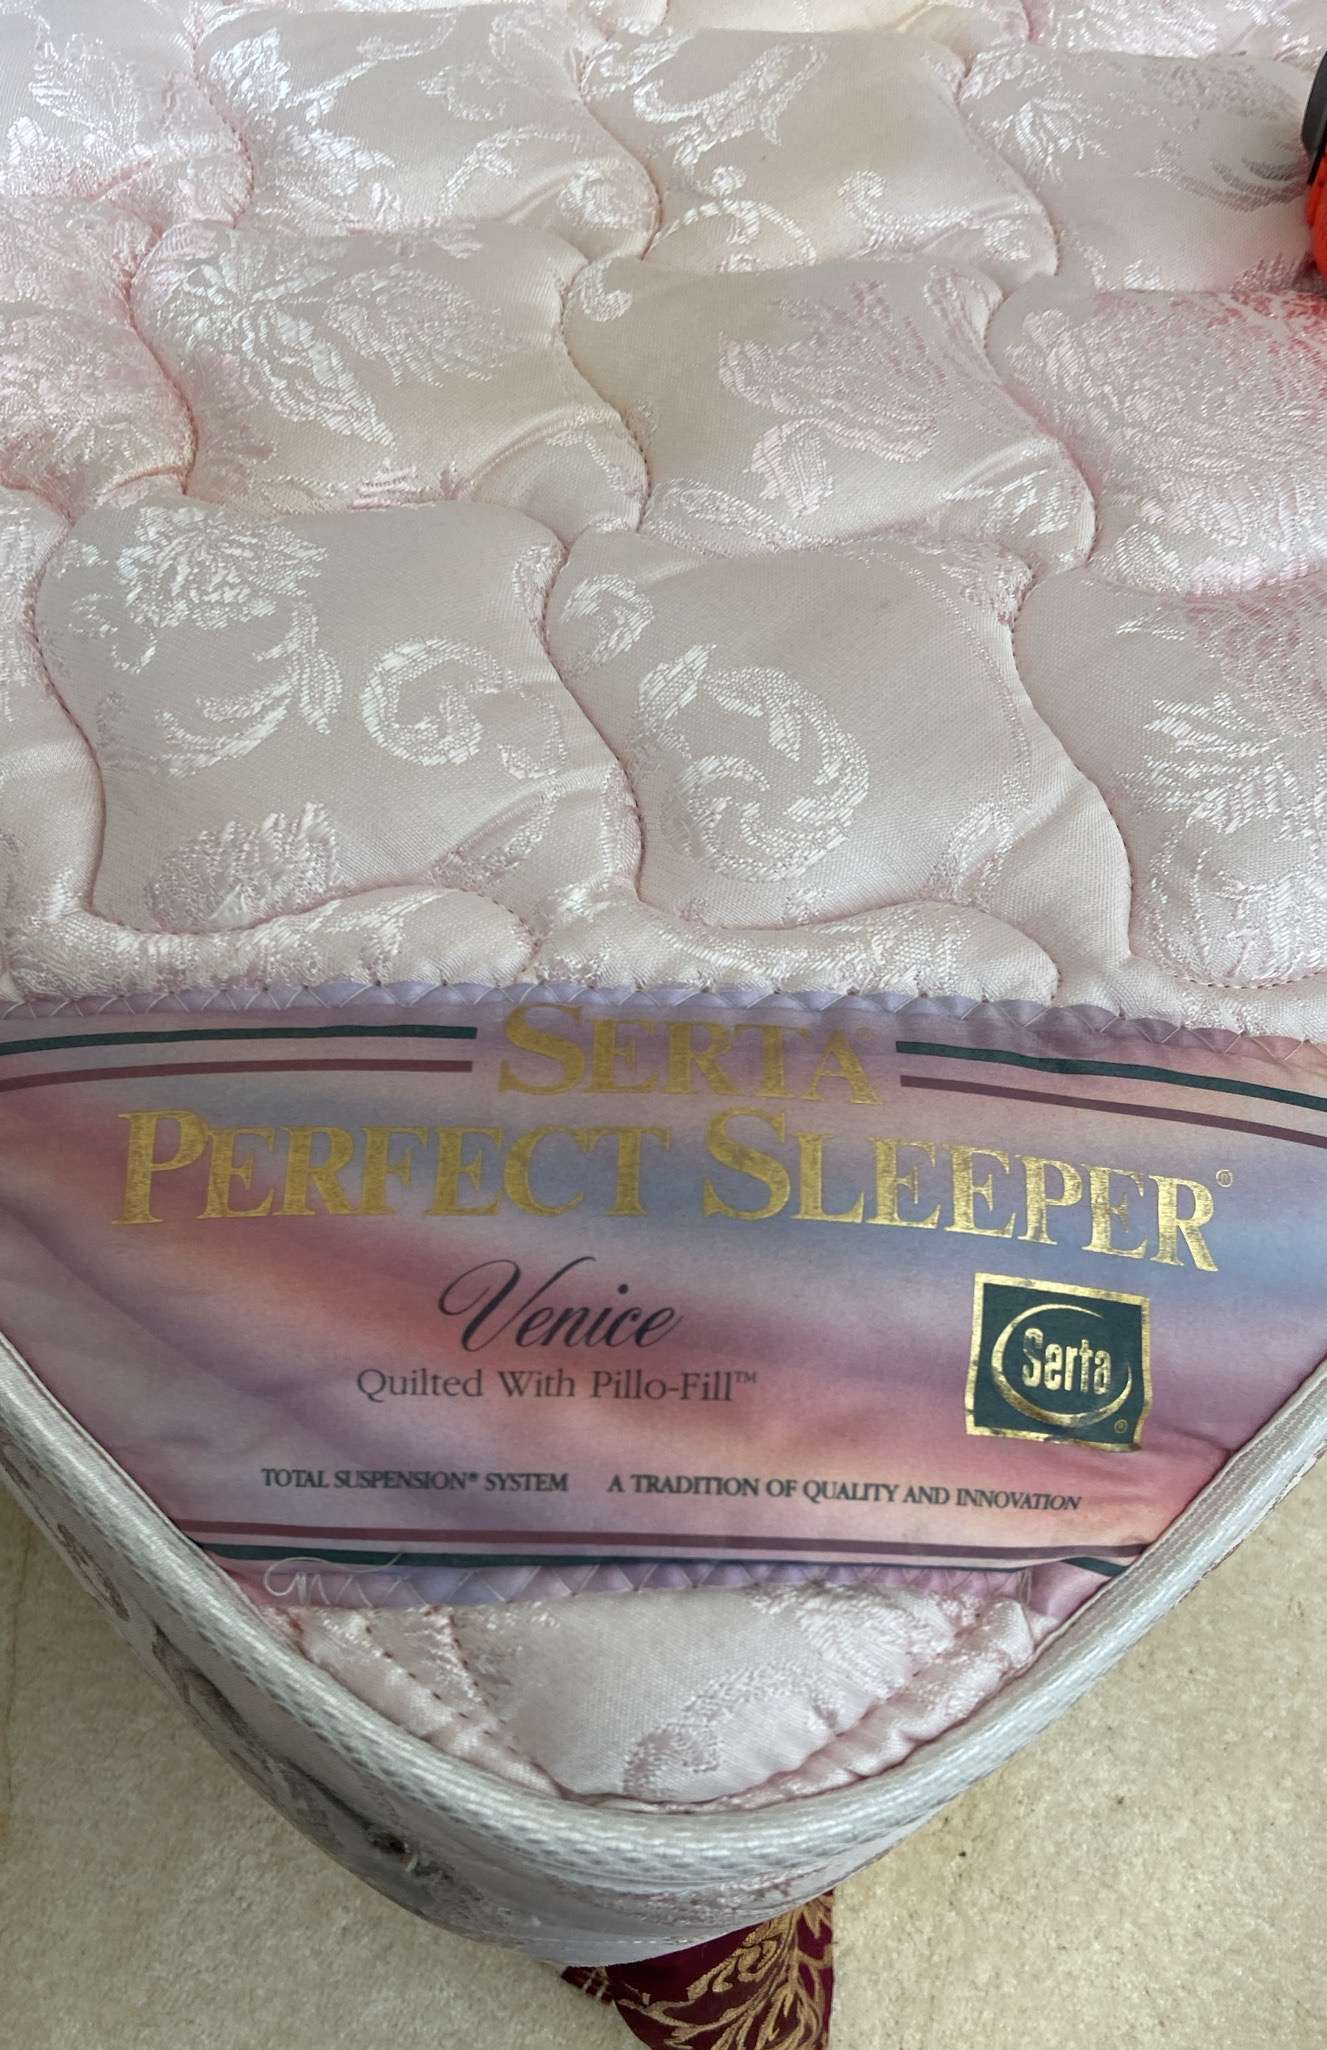 SERTA®
PERFECT SLEEPER®
Venice
Quilted With Pillo-Fill™
Serta®
TOTAL SUSPENSION® SYSTEM A TRADITION OF QUALITY AND INNOVATION